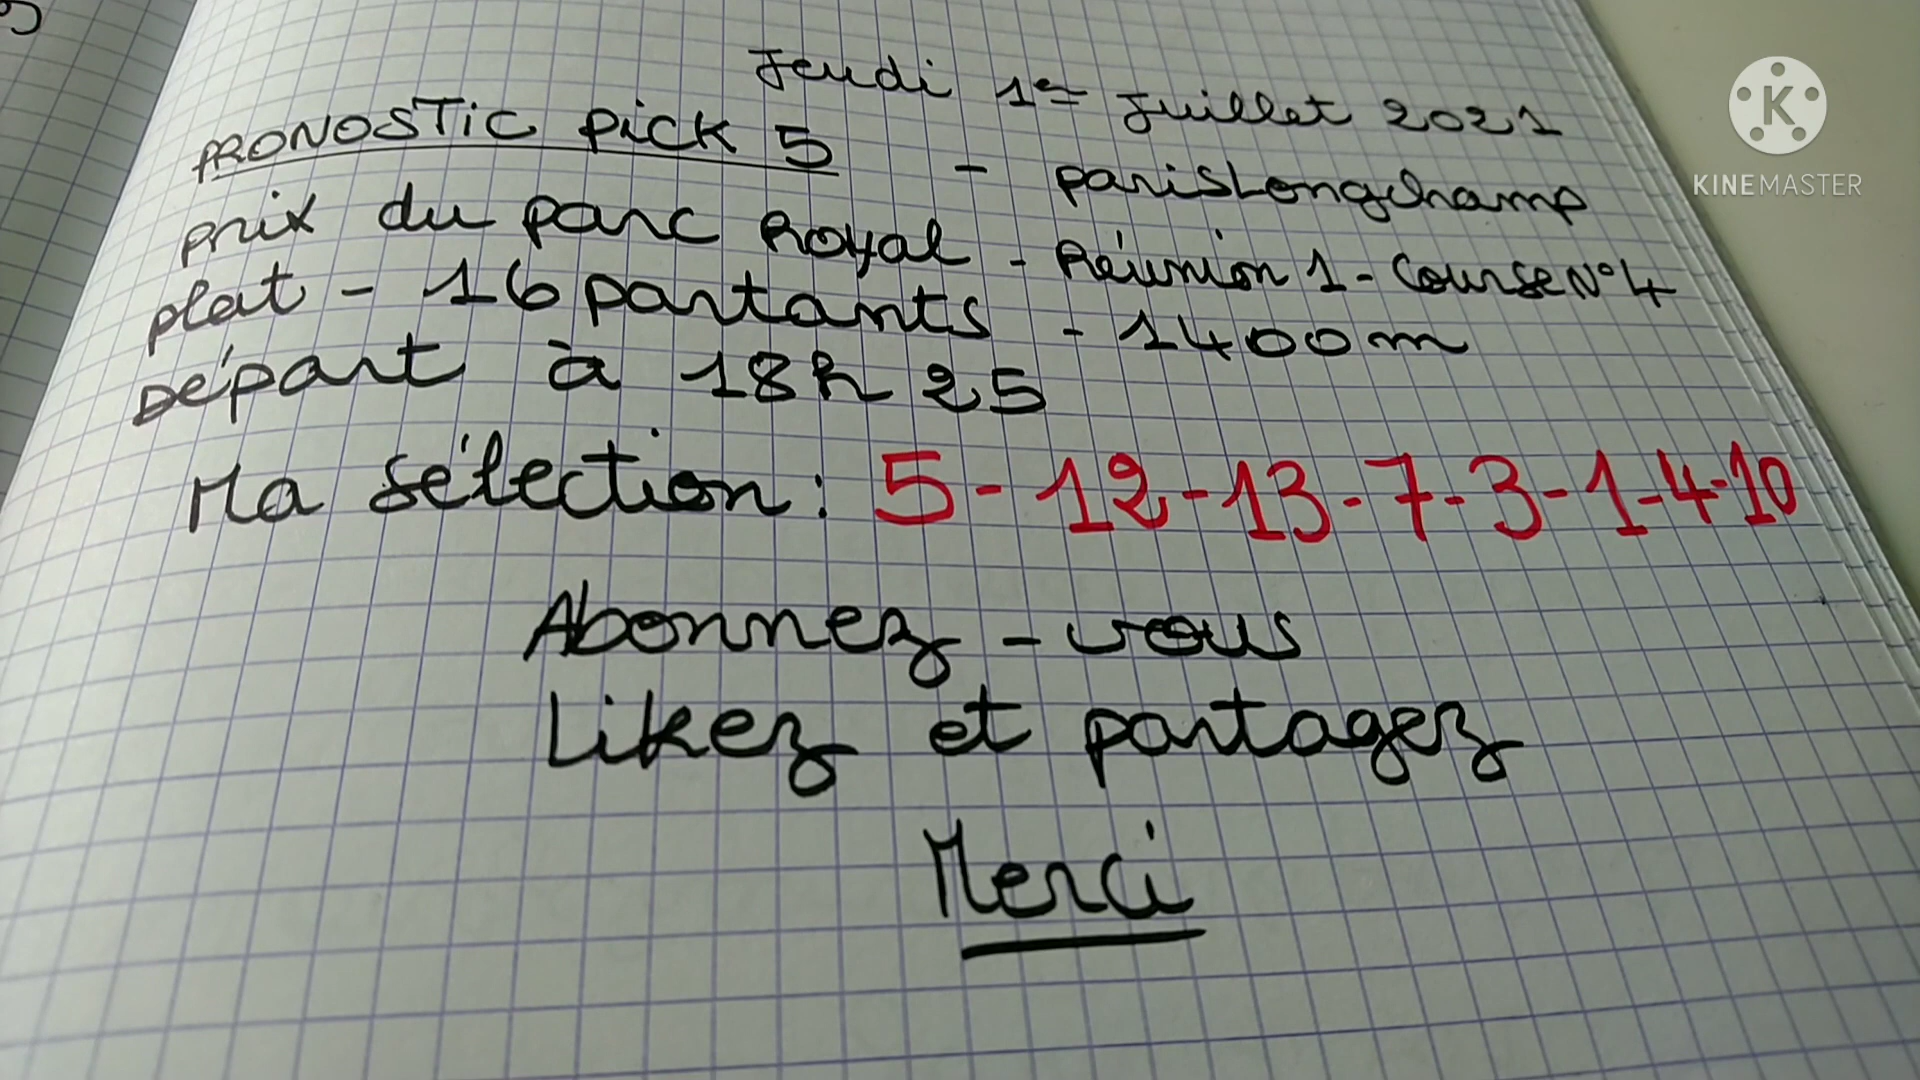 Jeudi 1er Juillet 2021
PRONOSTIC PICK 5 - ParisLongchamp
prix du parc Royal - Réunion 1 - Course N°4
plat - 16 partants - 1400m
Départ à 18h25
Ma sélection : 5 - 12 - 13 - 7 - 3 - 1 - 4 - 10
Abonnez-vous
Likez et partagez
Merci
K
KINEMASTER